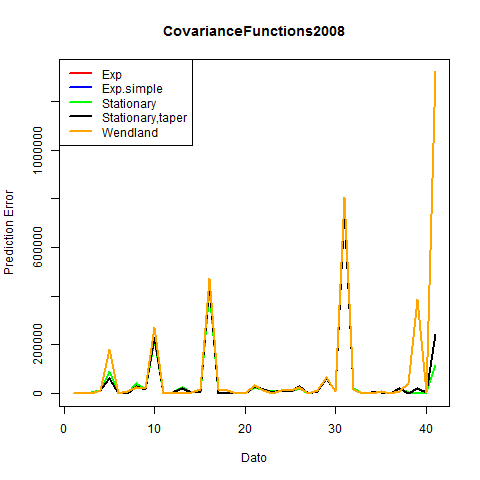 CovarianceFunctions2008
Exp
Exp.simple
Stationary
Stationary,taper
Wendland
Prediction Error
1000000
600000
200000
0
0
10
20
30
40
Dato